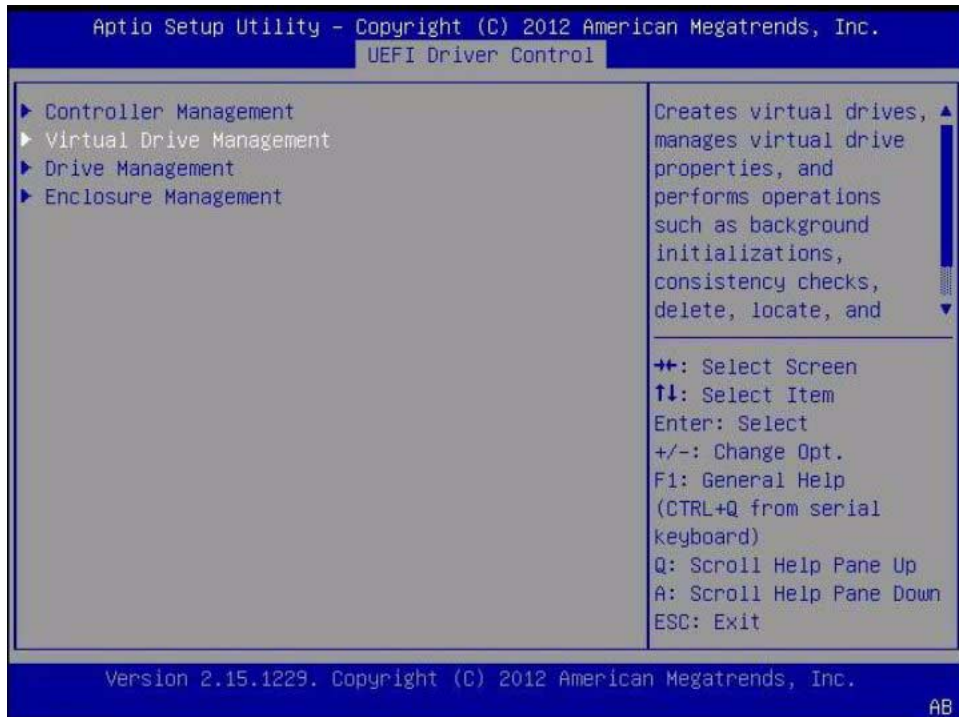 Aptio Setup Utility – Copyright (C) 2012 American Megatrends, Inc.
UEFI Driver Control
▶ Controller Management
▶ Virtual Drive Management
▶ Drive Management
▶ Enclosure Management
Creates virtual drives,
manages virtual drive
properties, and
performs operations
such as background
initializations,
consistency checks,
delete, locate, and
→←: Select Screen
↑↓: Select Item
Enter: Select
+/-: Change Opt.
F1: General Help
(CTRL+Q from serial
keyboard)
Q: Scroll Help Pane Up
A: Scroll Help Pane Down
ESC: Exit
Version 2.15.1229. Copyright (C) 2012 American Megatrends, Inc.
AB